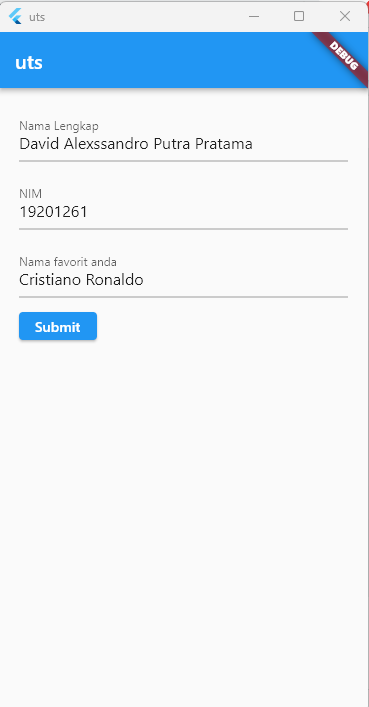 uts
uts
DEBUG
Nama Lengkap
David Alexssandro Putra Pratama
NIM
19201261
Nama favorit anda
Cristiano Ronaldo
Submit